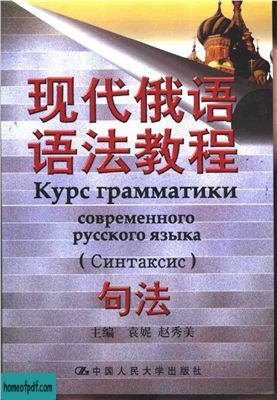 现代俄语
语法教程
Курс грамматики
современного
русского языка
(Синтаксис)
句法
主编 袁妮 赵秀美
中国人民大学出版社
homeofpdf.com